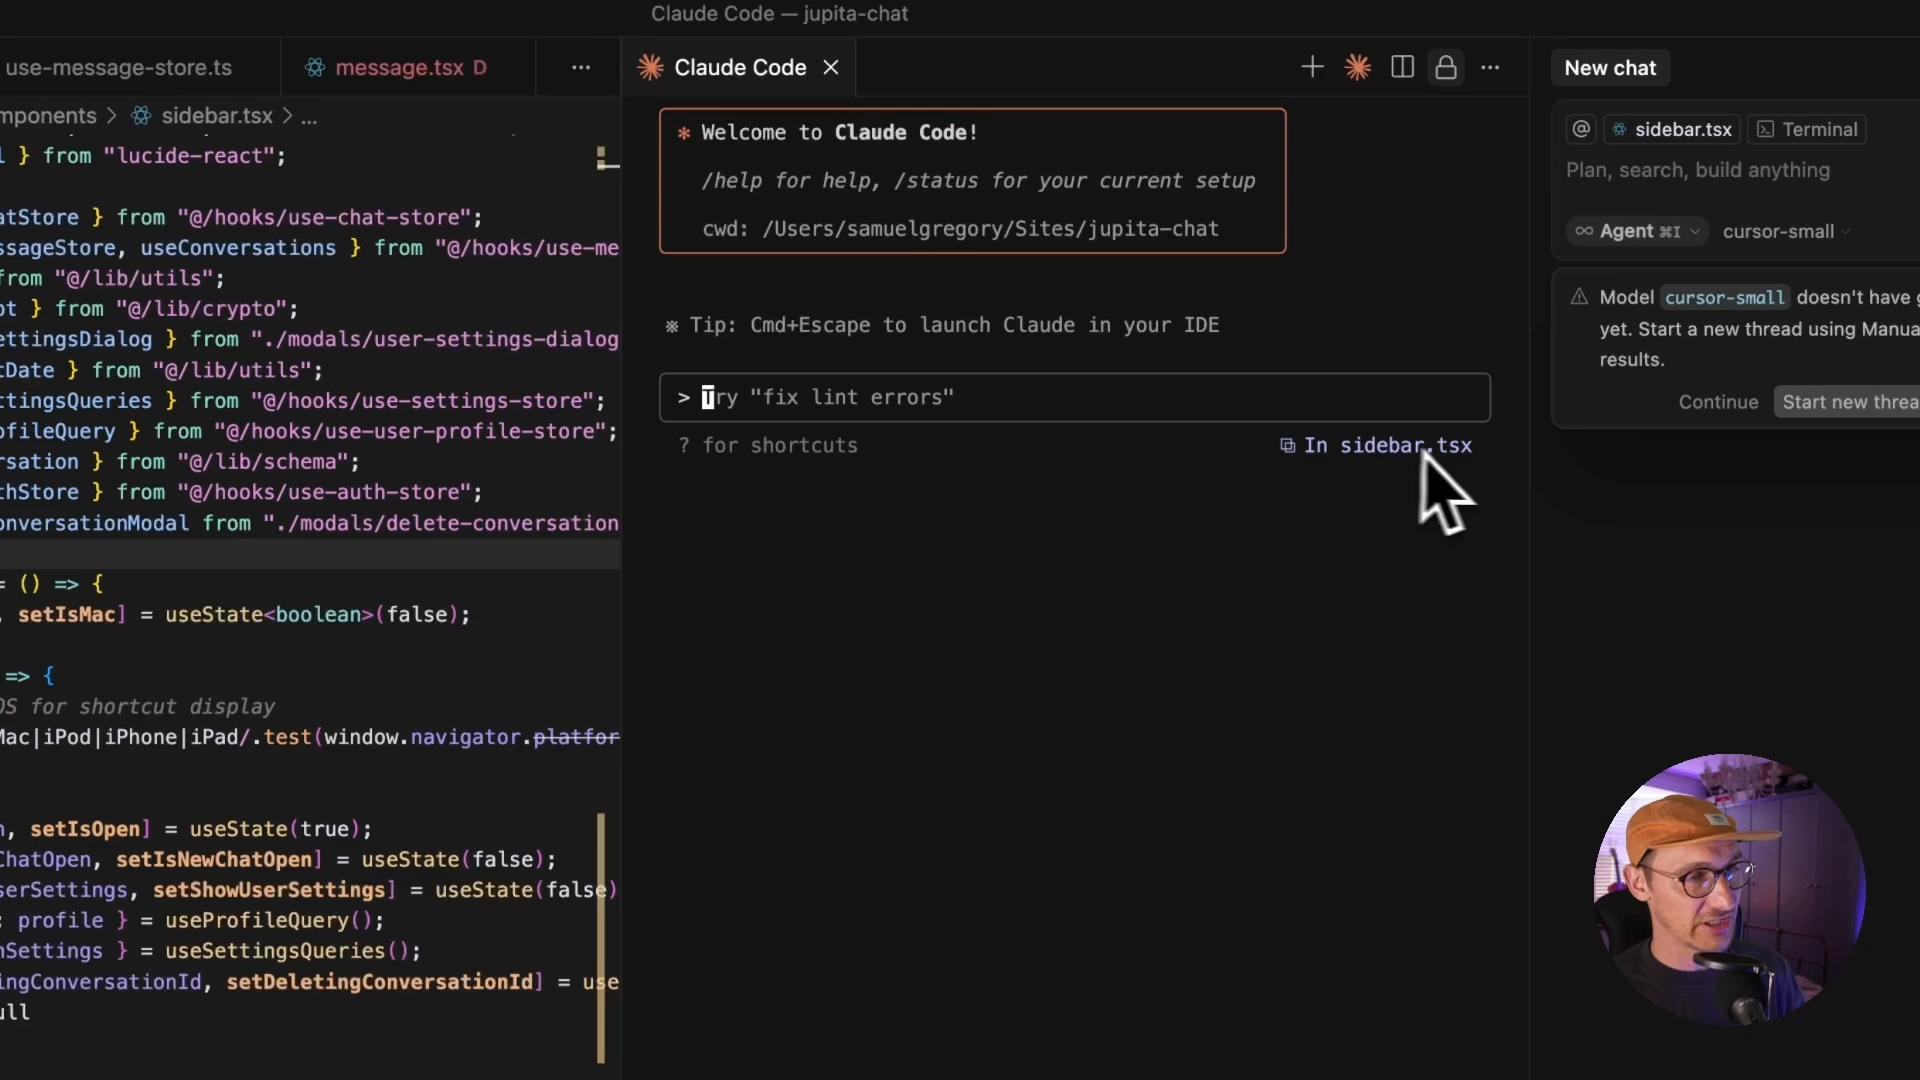 Claude Code — jupita-chat
use-message-store.ts
message.tsx D
Claude Code
New chat
mponents > sidebar.tsx > ...
l } from "lucide-react";
atStore } from "@/hooks/use-chat-store";
ssageStore, useConversations } from "@/hooks/use-me
from "@/lib/utils";
pt } from "@/lib/crypto";
ettingsDialog } from "./modals/user-settings-dialog
tDate } from "@/lib/utils";
ttingsQueries } from "@/hooks/use-settings-store";
ofileQuery } from "@/hooks/use-user-profile-store";
rsation } from "@/lib/schema";
thStore } from "@/hooks/use-auth-store";
onversationModal from "./modals/delete-conversation
= () => {
, setIsMac] = useState<boolean>(false);
=> {
OS for shortcut display
Mac|iPod|iPhone|iPad/.test(window.navigator.platfor
n, setIsOpen] = useState(true);
ChatOpen, setIsNewChatOpen] = useState(false);
serSettings, setShowUserSettings] = useState(false)
: profile } = useProfileQuery();
nSettings } = useSettingsQueries();
ingConversationId, setDeletingConversationId] = use
ull
* Welcome to Claude Code!
/help for help, /status for your current setup
cwd: /Users/samuelgregory/Sites/jupita-chat
※ Tip: Cmd+Escape to launch Claude in your IDE
> Try "fix lint errors"
? for shortcuts
In sidebar.tsx
@ sidebar.tsx Terminal
Plan, search, build anything
∞ Agent ⌘I cursor-small
Model cursor-small doesn't have
yet. Start a new thread using Manua
results.
Continue Start new threa